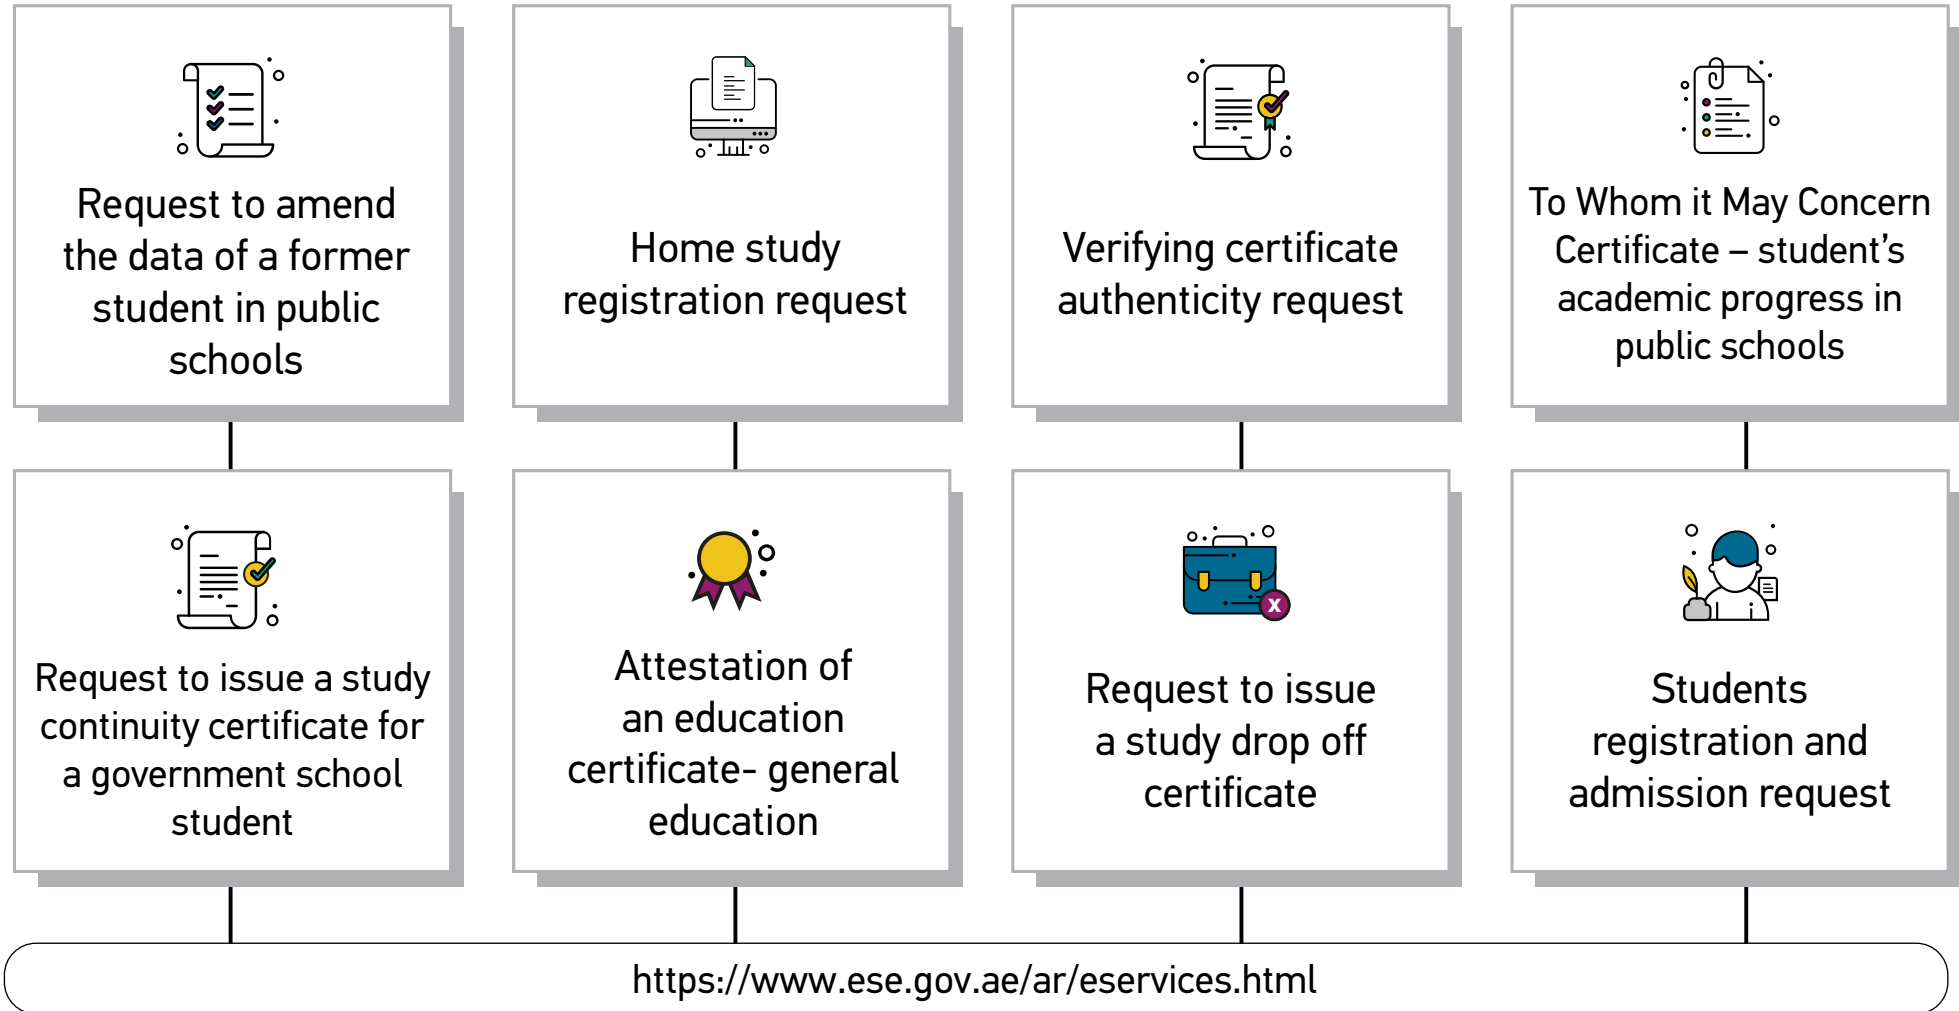 Request to amend
the data of a former
student in public
schools
Home study
registration request
Verifying certificate
authenticity request
To Whom it May Concern
Certificate – student’s
academic progress in
public schools
Request to issue a study
continuity certificate for
a government school
student
Attestation of
an education
certificate- general
education
X
Request to issue
a study drop off
certificate
Students
registration and
admission request
https://www.ese.gov.ae/ar/eservices.html